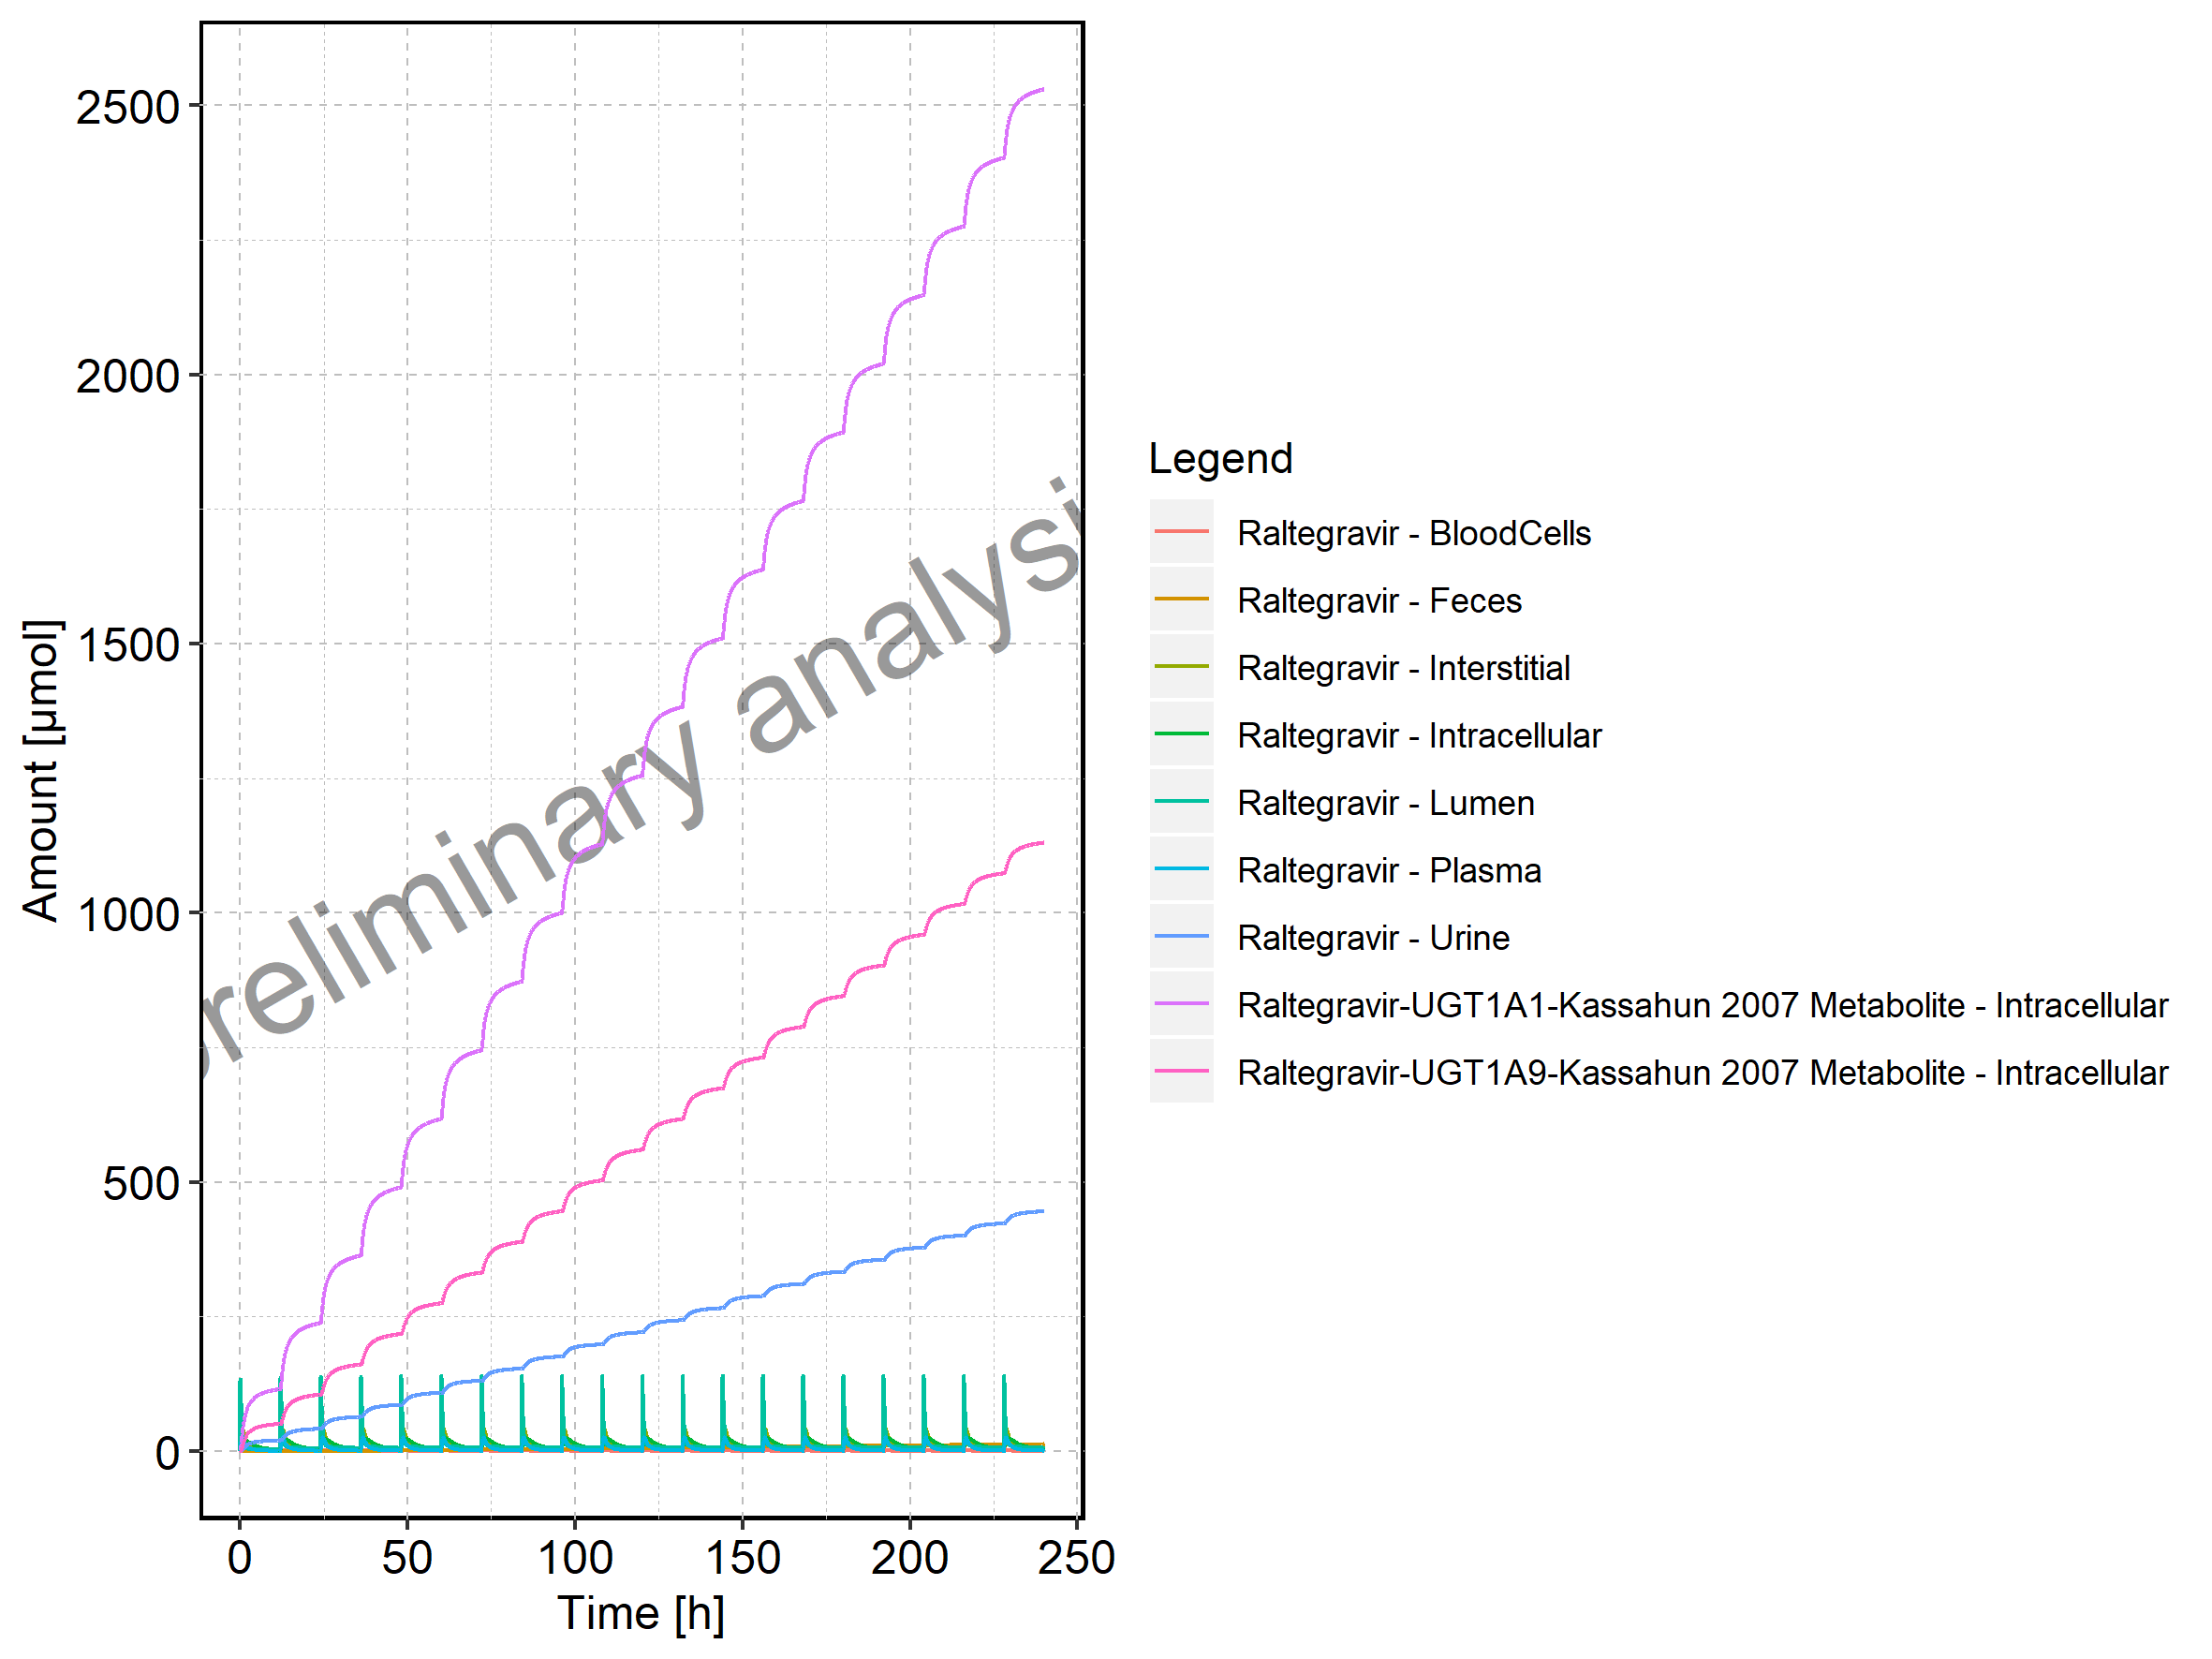 2500
2000
1500
1000
500
0
Amount [µmol]
0 50 100 150 200 250
Time [h]
preliminary analysis
Legend
Raltegravir - BloodCells
Raltegravir - Feces
Raltegravir - Interstitial
Raltegravir - Intracellular
Raltegravir - Lumen
Raltegravir - Plasma
Raltegravir - Urine
Raltegravir-UGT1A1-Kassahun 2007 Metabolite - Intracellular
Raltegravir-UGT1A9-Kassahun 2007 Metabolite - Intracellular